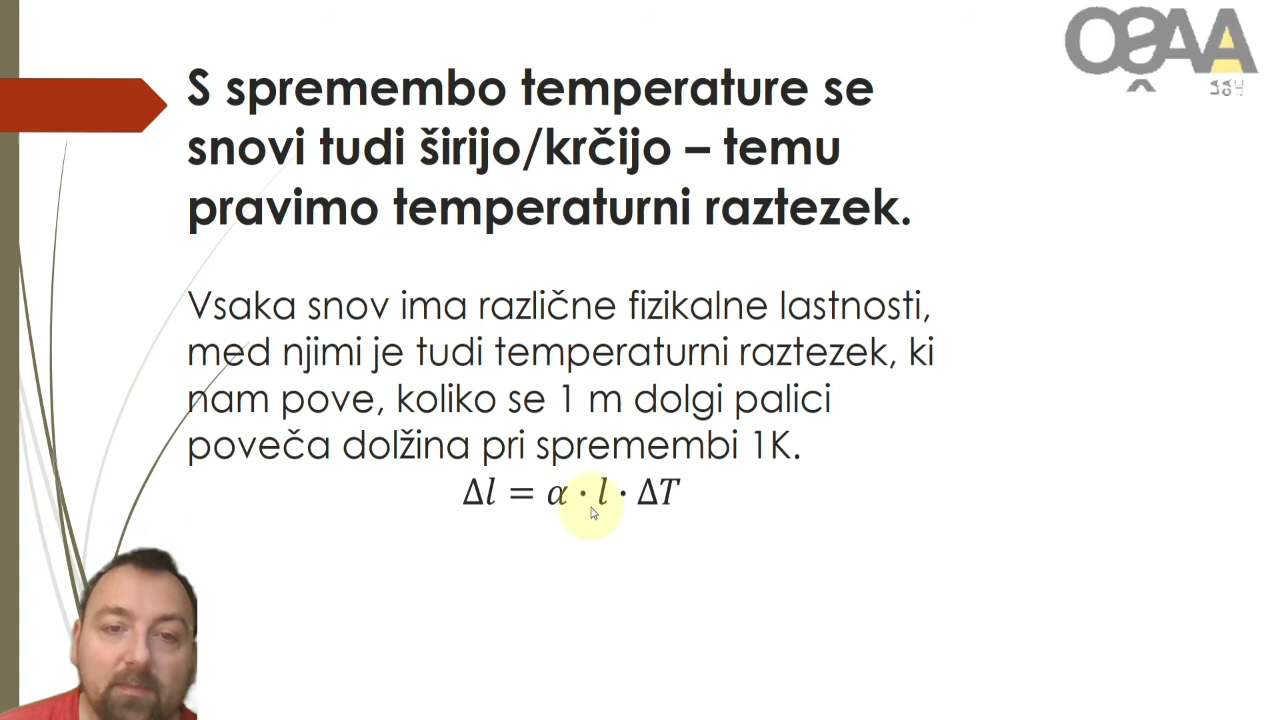 S spremembo temperature se
snovi tudi širijo/krčijo – temu
pravimo temperaturni raztezek.
Vsaka snov ima različne fizikalne lastnosti,
med njimi je tudi temperaturni raztezek, ki
nam pove, koliko se 1 m dolgi palici
poveča dolžina pri spremembi 1K.
Δl = α · l · ΔT